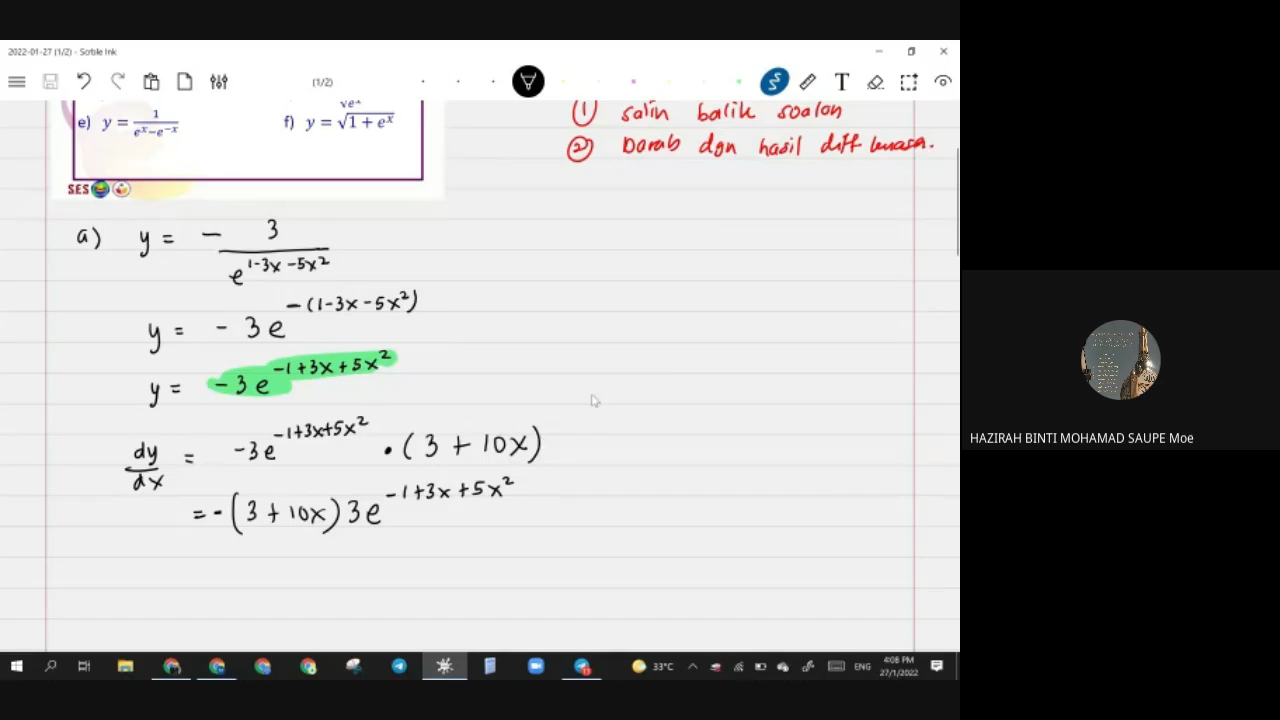 2022-01-27 (1/2) - Scrble Ink
(1/2)
e) y = 1/(eˣ−e⁻ˣ)
√eˣ
f) y = √(1 + eˣ)
SES
① salin balik soalan
② Darab dgn hasil diff kuasa.
a) y = - 3/e^(1-3x-5x²)
y = - 3e^(-(1-3x-5x²))
y = -3e^(-1+3x+5x²)
dy/dx = -3e^(-1+3x+5x²) · (3 + 10x)
= -(3 + 10x)3e^(-1+3x+5x²)
HAZIRAH BINTI MOHAMAD SAUPE Moe
33°C
ENG
4:08 PM
27/1/2022